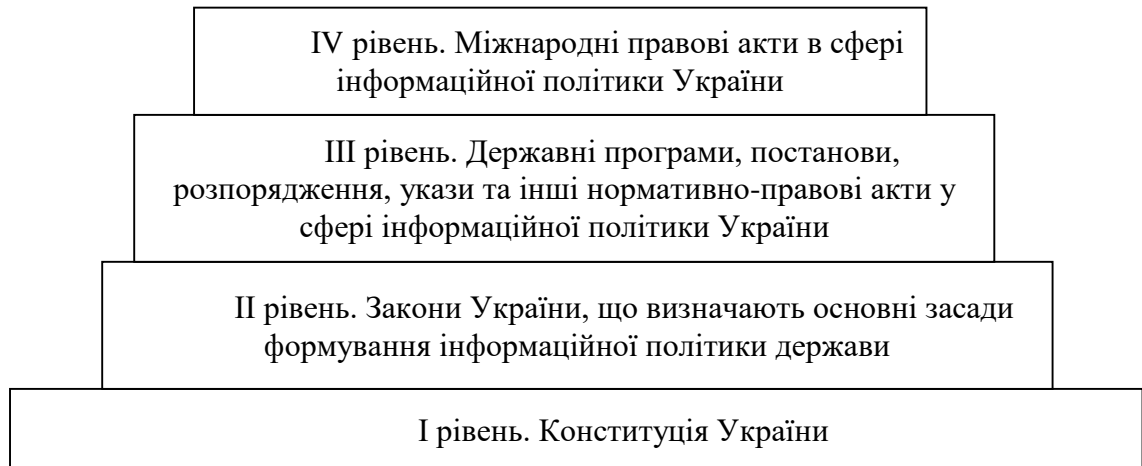 IV рівень. Міжнародні правові акти в сфері
інформаційної політики України
III рівень. Державні програми, постанови,
розпорядження, укази та інші нормативно-правові акти у
сфері інформаційної політики України
II рівень. Закони України, що визначають основні засади
формування інформаційної політики держави
I рівень. Конституція України